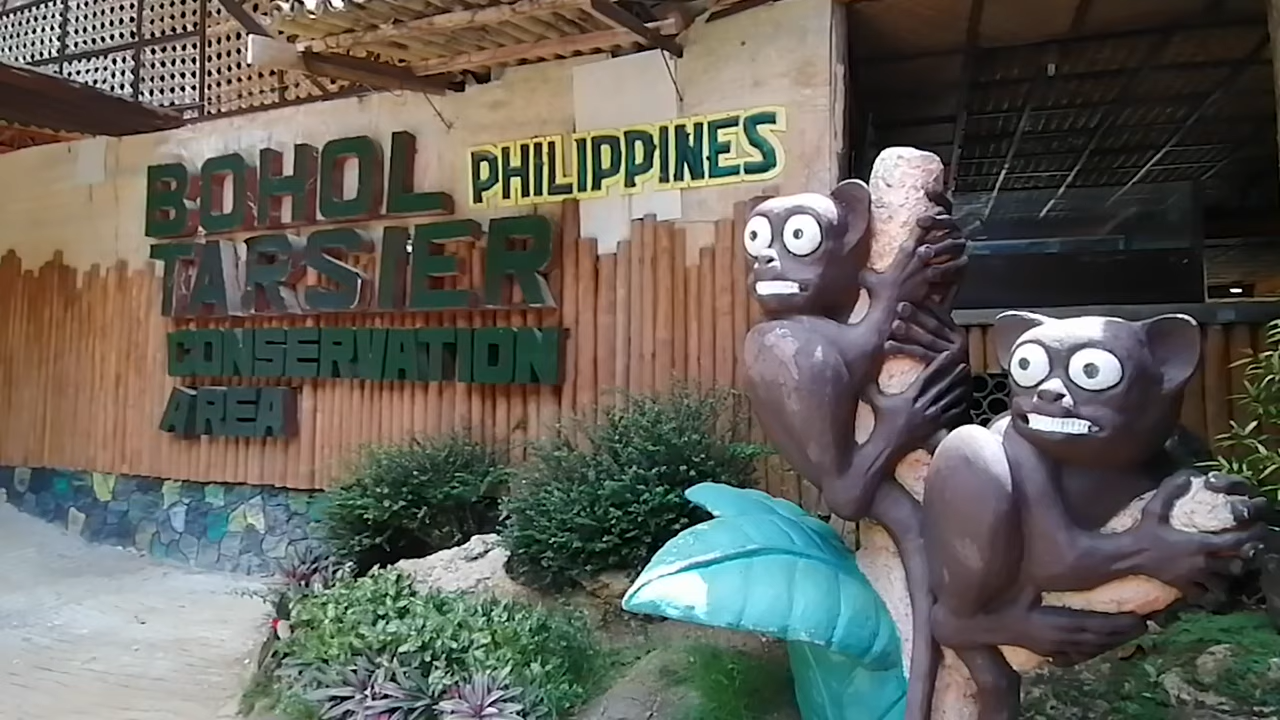 BOHOL
PHILIPPINES
TARSIER
CONSERVATION
AREA